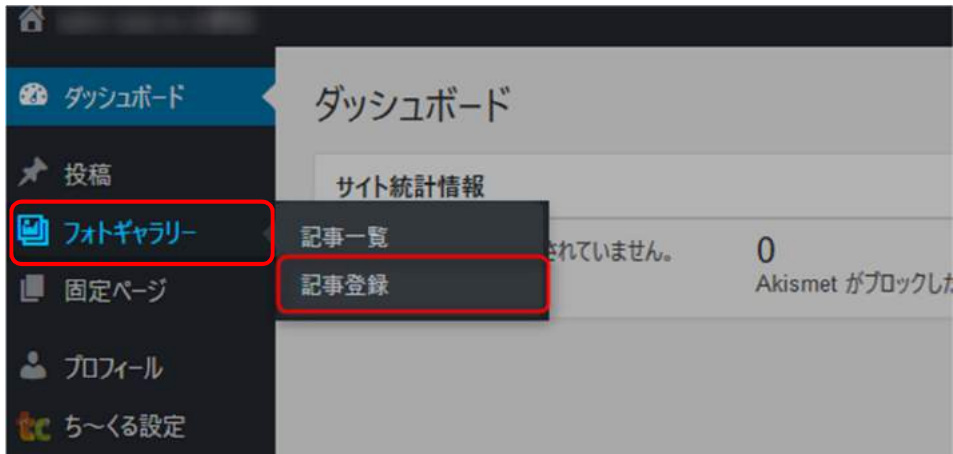 ダッシュボード
投稿
フォトギャラリー
固定ページ
プロフィール
ち～くる設定
ダッシュボード
サイト統計情報
記事一覧
記事登録
されていません。
0
Akismet がブロックした